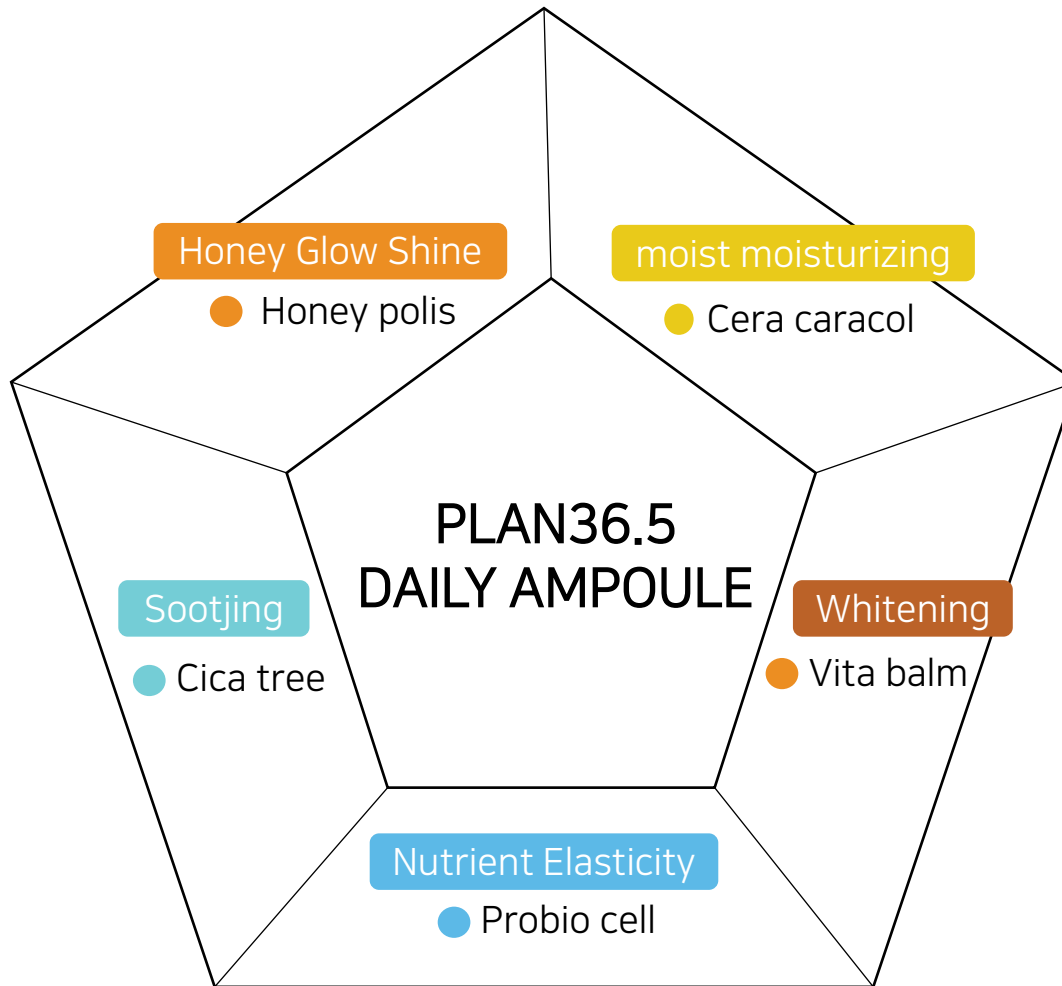 Honey Glow Shine
Honey polis
moist moisturizing
Cera caracol
PLAN36.5
DAILY AMPOULE
Sootjing
Cica tree
Whitening
Vita balm
Nutrient Elasticity
Probio cell